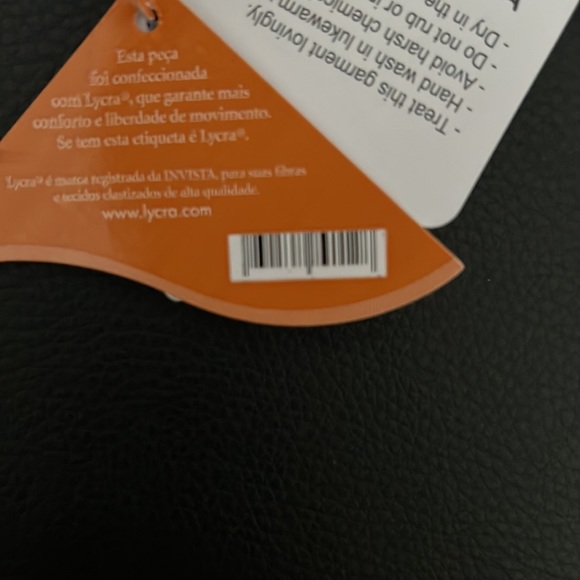 Esta peça
foi confeccionada
com Lycra®, que garante mais
conforto e liberdade de movimento.
Se tem esta etiqueta é Lycra®.
Lycra® é marca registrada da INVISTA, para suas fibras
e tecidos elastizados de alta qualidade.
www.lycra.com
Treat this garment lovingly.
- Hand wash in lukewarm
- Avoid harsh
- Do not rub or
- Dry in the